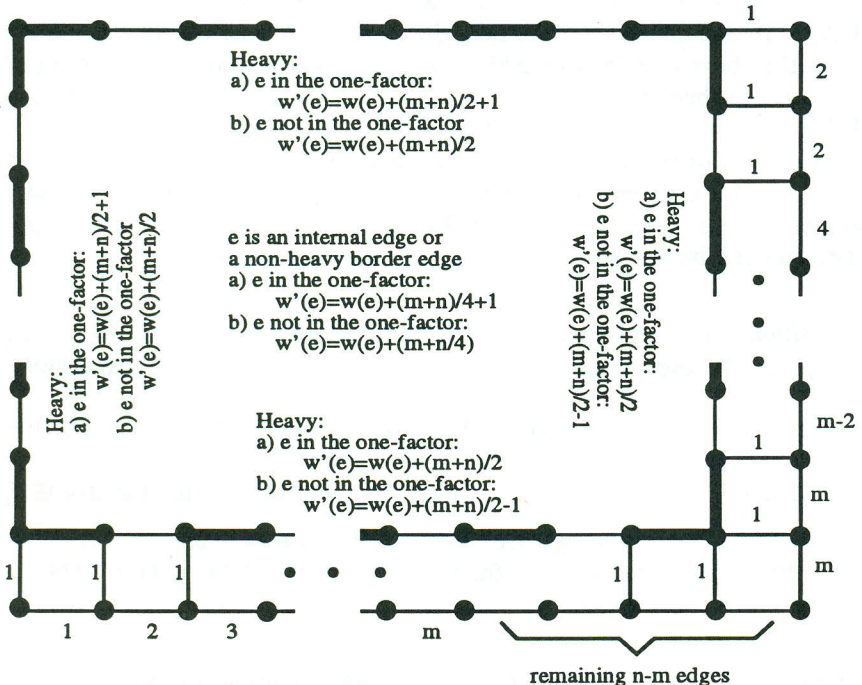 1
Heavy:
a) e in the one-factor:
w'(e)=w(e)+(m+n)/2+1
b) e not in the one-factor
w'(e)=w(e)+(m+n)/2
2
1
2
1
4
Heavy:
a) e in the one-factor:
w'(e)=w(e)+(m+n)/2+1
b) e not in the one-factor
w'(e)=w(e)+(m+n)/2
e is an internal edge or
a non-heavy border edge
a) e in the one-factor:
w'(e)=w(e)+(m+n)/4+1
b) e not in the one-factor:
w'(e)=w(e)+(m+n/4)
Heavy:
a) e in the one-factor:
w'(e)=w(e)+(m+n)/2
b) e not in the one-factor:
w'(e)=w(e)+(m+n)/2-1
Heavy:
a) e in the one-factor:
w'(e)=w(e)+(m+n)/2
b) e not in the one-factor:
w'(e)=w(e)+(m+n)/2-1
m-2
1
m
1
1 1 1 1 1 m
1 2 3 m
remaining n-m edges